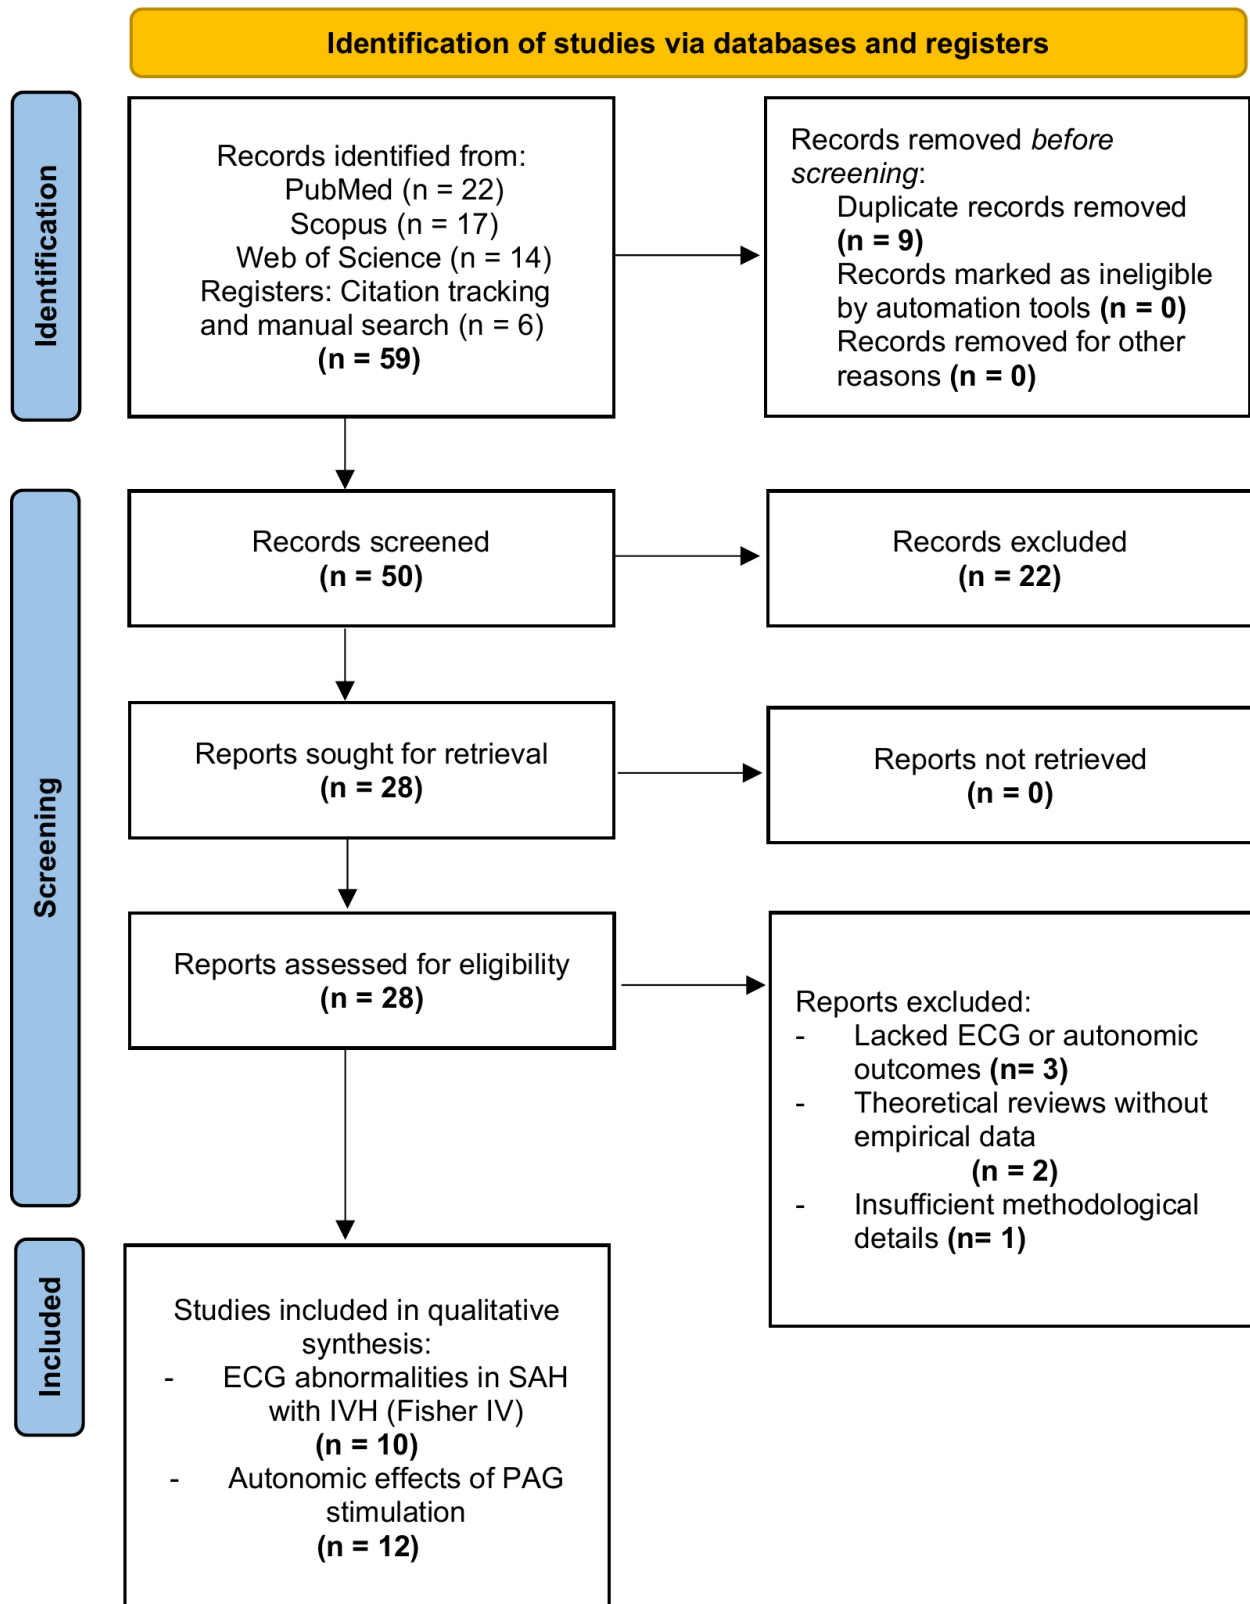 Identification of studies via databases and registers
Identification
Records identified from:
PubMed (n = 22)
Scopus (n = 17)
Web of Science (n = 14)
Registers: Citation tracking
and manual search (n = 6)
(n = 59)
Records removed before
screening:
Duplicate records removed
(n = 9)
Records marked as ineligible
by automation tools (n = 0)
Records removed for other
reasons (n = 0)
Screening
Records screened
(n = 50)
Records excluded
(n = 22)
Reports sought for retrieval
(n = 28)
Reports not retrieved
(n = 0)
Reports assessed for eligibility
(n = 28)
Reports excluded:
- Lacked ECG or autonomic
outcomes (n= 3)
- Theoretical reviews without
empirical data
(n = 2)
- Insufficient methodological
details (n= 1)
Included
Studies included in qualitative
synthesis:
- ECG abnormalities in SAH
with IVH (Fisher IV)
(n = 10)
- Autonomic effects of PAG
stimulation
(n = 12)